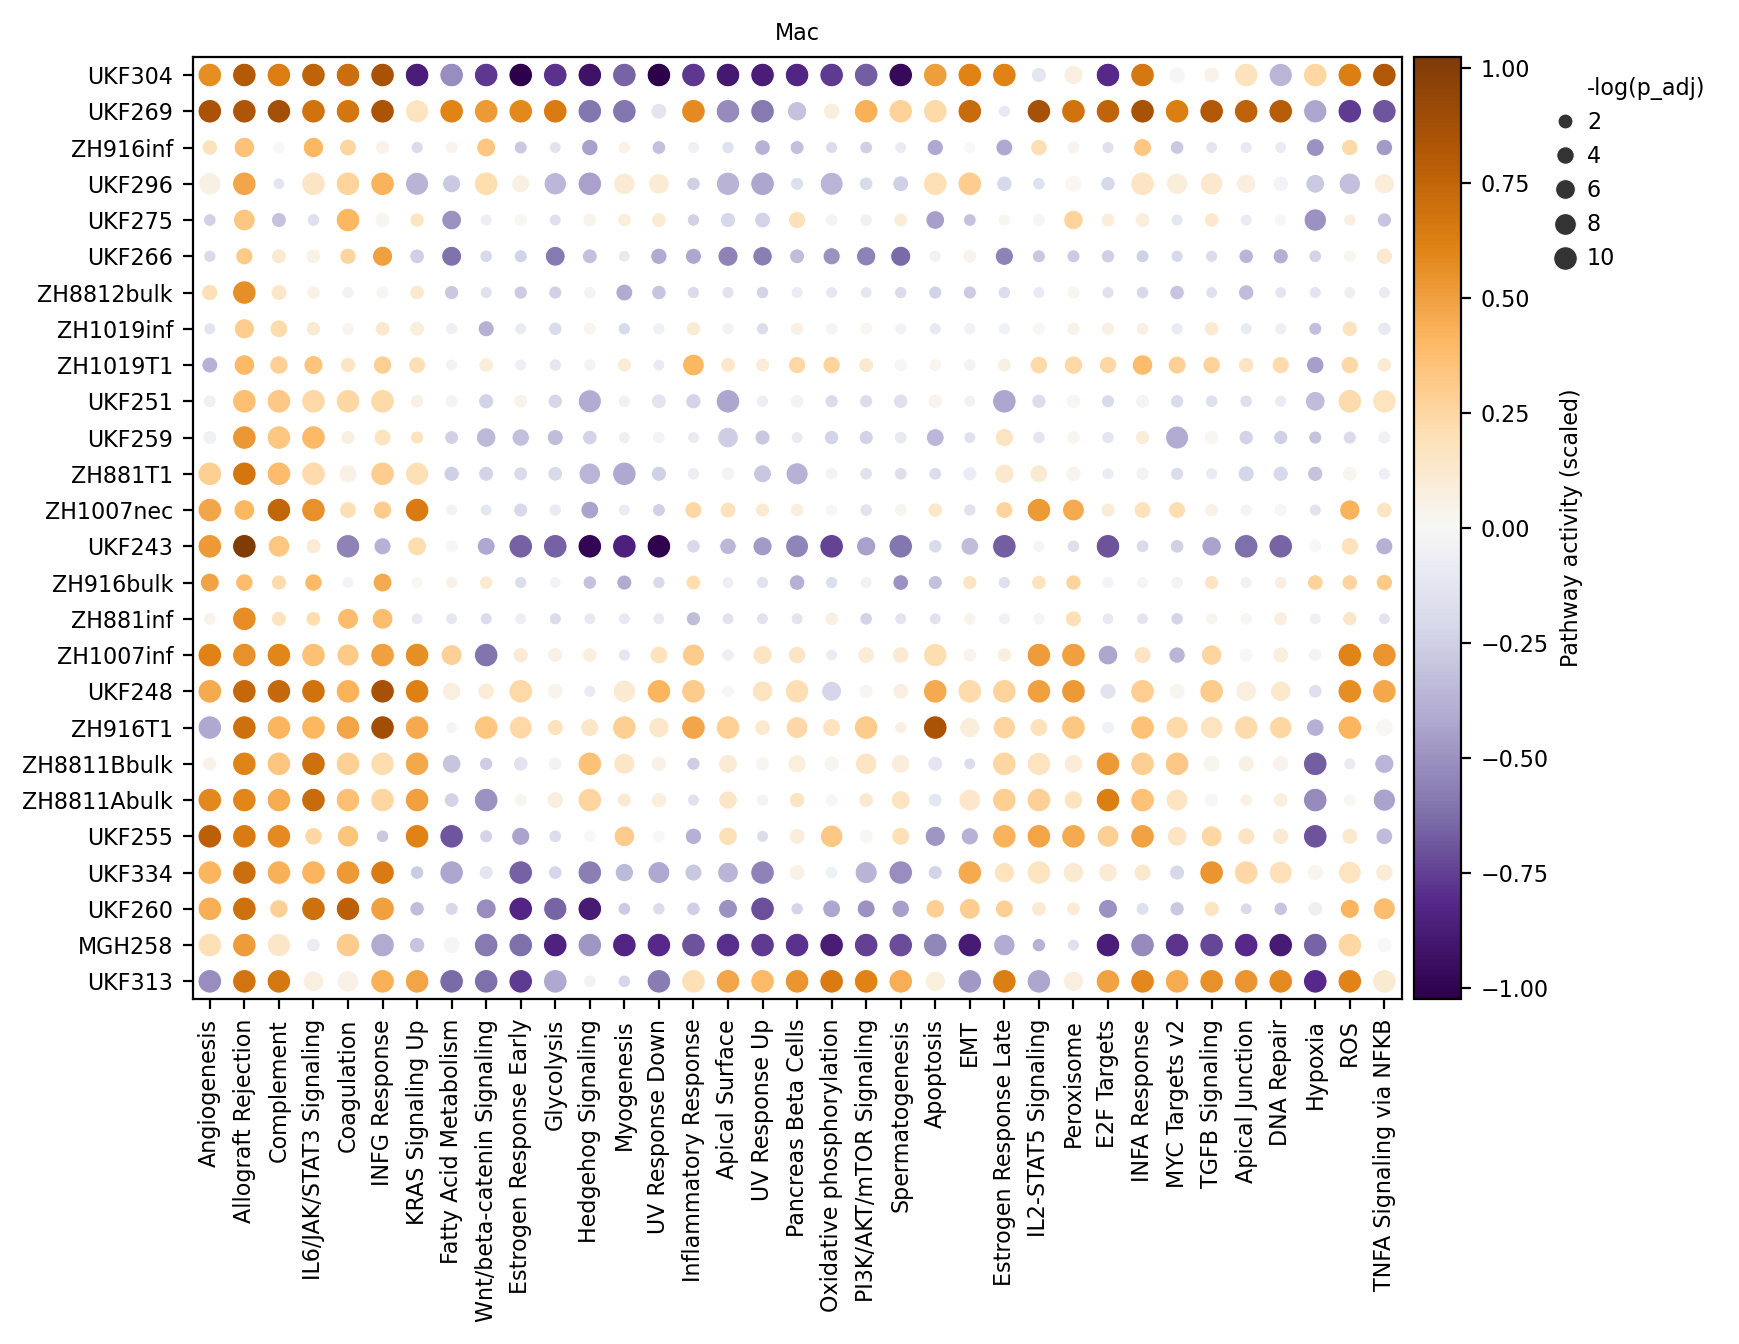 Mac
UKF304
UKF269
ZH916inf
UKF296
UKF275
UKF266
ZH8812bulk
ZH1019inf
ZH1019T1
UKF251
UKF259
ZH881T1
ZH1007nec
UKF243
ZH916bulk
ZH881inf
ZH1007inf
UKF248
ZH916T1
ZH8811Bbulk
ZH8811Abulk
UKF255
UKF334
UKF260
MGH258
UKF313
Angiogenesis
Allograft Rejection
Complement
IL6/JAK/STAT3 Signaling
Coagulation
INFG Response
KRAS Signaling Up
Fatty Acid Metabolism
Wnt/beta-catenin Signaling
Estrogen Response Early
Glycolysis
Hedgehog Signaling
Myogenesis
UV Response Down
Inflammatory Response
Apical Surface
UV Response Up
Pancreas Beta Cells
Oxidative phosphorylation
PI3K/AKT/mTOR Signaling
Spermatogenesis
Apoptosis
EMT
Estrogen Response Late
IL2-STAT5 Signaling
Peroxisome
E2F Targets
INFA Response
MYC Targets v2
TGFB Signaling
Apical Junction
DNA Repair
Hypoxia
ROS
TNFA Signaling via NFKB
1.00
0.75
0.50
0.25
0.00
−0.25
−0.50
−0.75
−1.00
Pathway activity (scaled)
-log(p_adj)
2
4
6
8
10